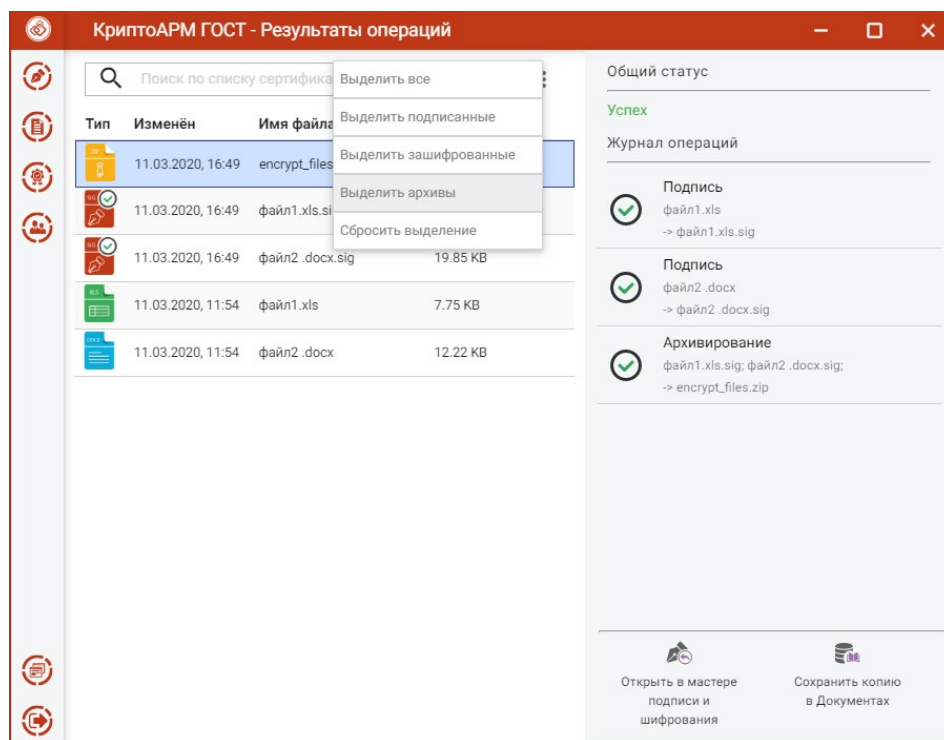 КриптоАРМ ГОСТ - Результаты операций
Поиск по списку сертифика
Выделить все
Выделить подписанные
Выделить зашифрованные
Выделить архивы
Сбросить выделение
Тип Изменён Имя файла
ZIP 11.03.2020, 16:49 encrypt_files
SIG 11.03.2020, 16:49 файл1.xls.si
SIG 11.03.2020, 16:49 файл2 .docx.sig 19.85 KB
XLS 11.03.2020, 11:54 файл1.xls 7.75 KB
DOCX 11.03.2020, 11:54 файл2 .docx 12.22 KB
Общий статус
Успех
Журнал операций
Подпись
файл1.xls
-> файл1.xls.sig
Подпись
файл2 .docx
-> файл2 .docx.sig
Архивирование
файл1.xls.sig; файл2 .docx.sig;
-> encrypt_files.zip
Открыть в мастере
подписи и
шифрования
Сохранить копию
в Документах